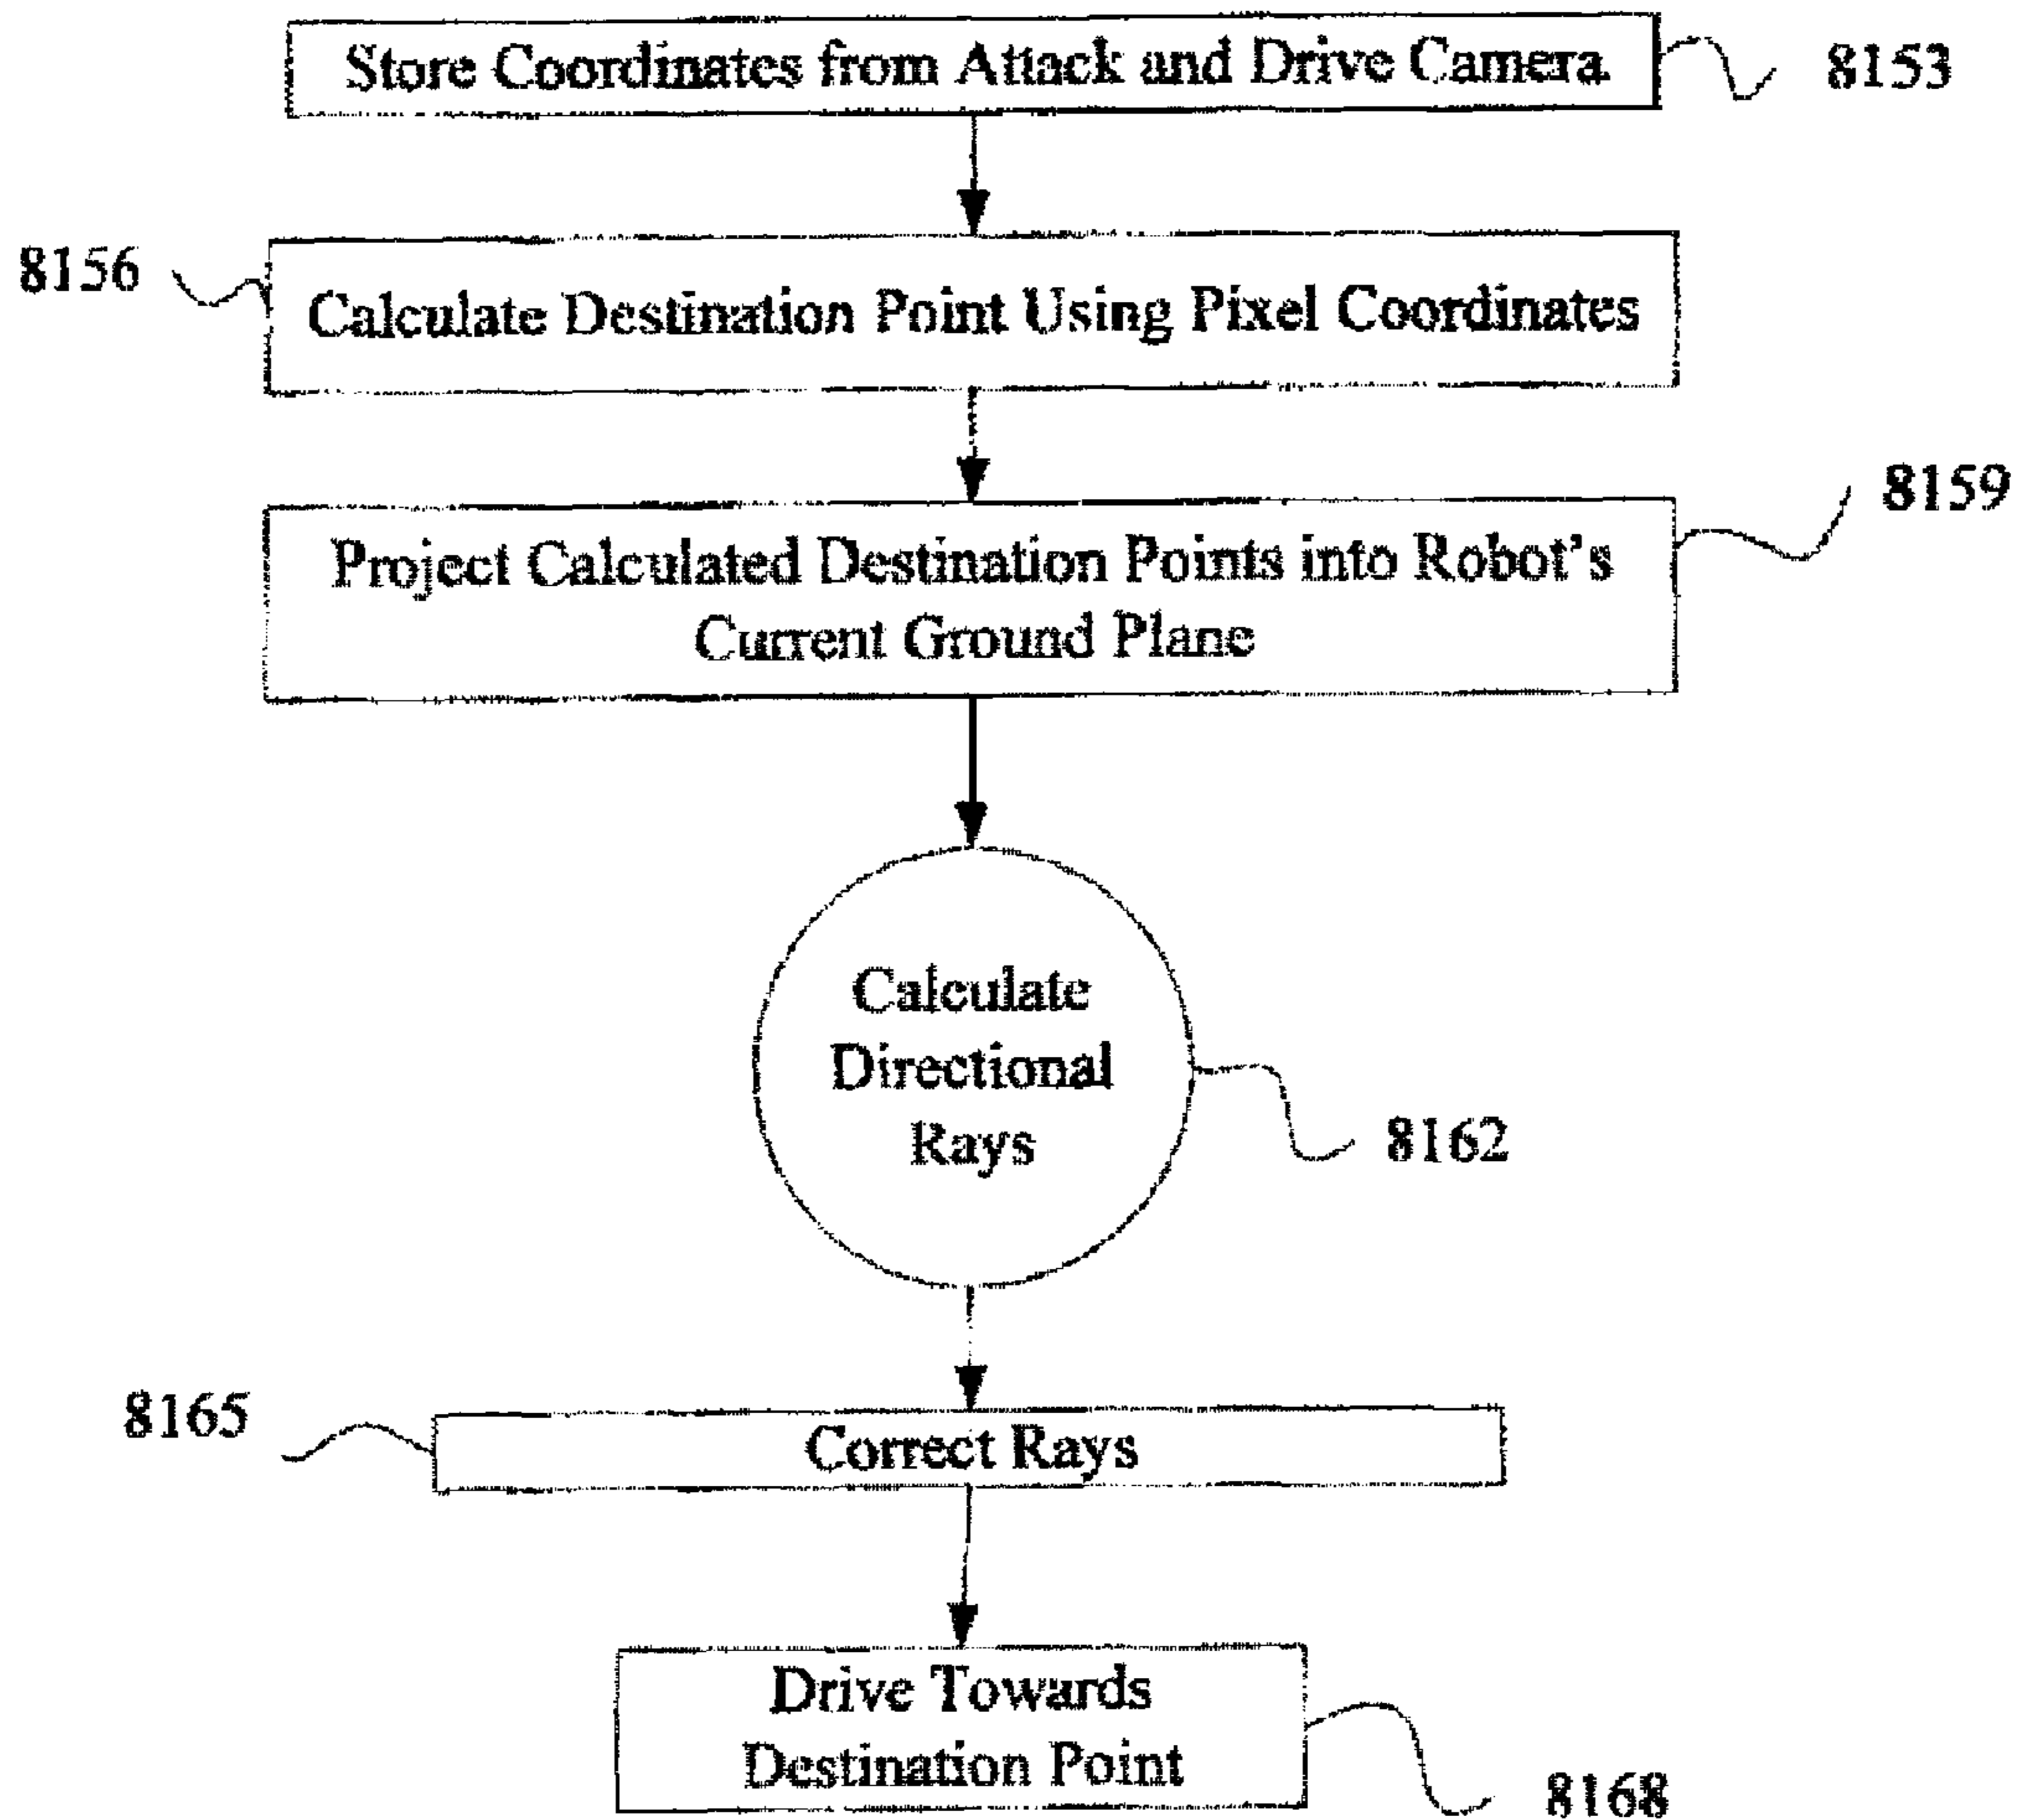 Store Coordinates from Attack and Drive Camera
8153
8156
Calculate Destination Point Using Pixel Coordinates
8159
Project Calculated Destination Points into Robot's
Current Ground Plane
Calculate
Directional
Rays
8162
8165
Correct Rays
Drive Towards
Destination Point
8168